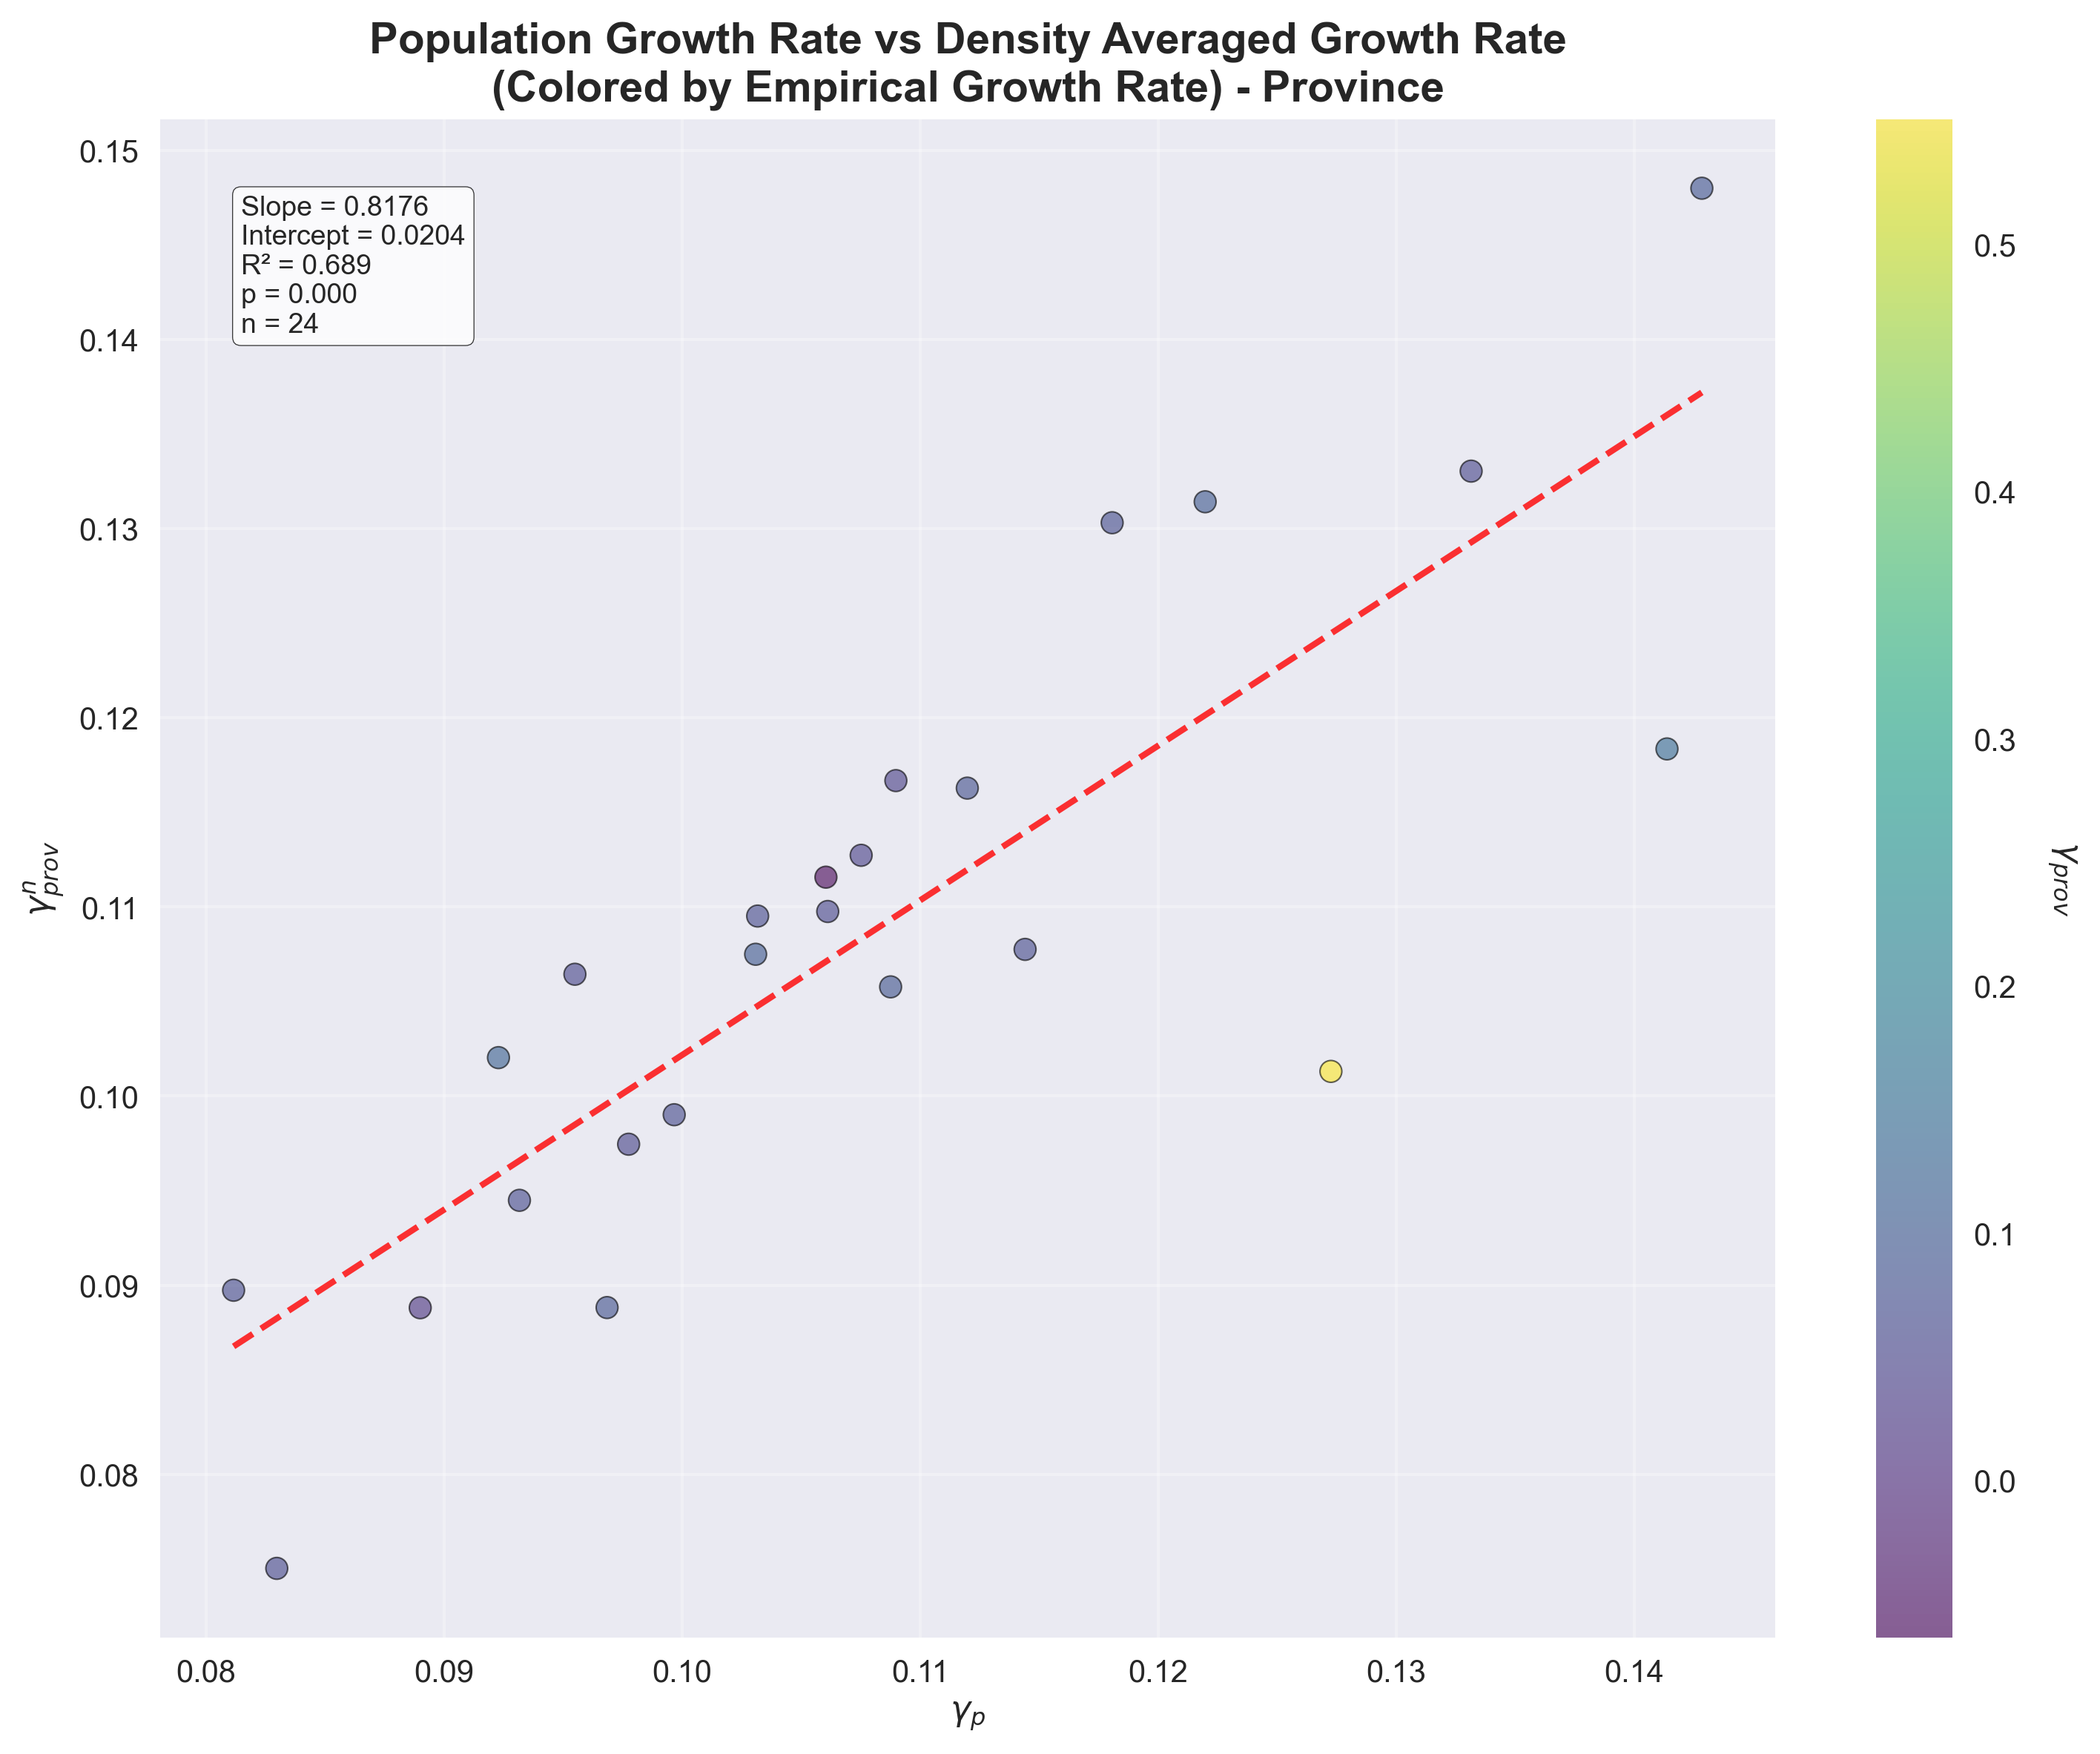 Population Growth Rate vs Density Averaged Growth Rate
(Colored by Empirical Growth Rate) - Province
Slope = 0.8176
Intercept = 0.0204
R² = 0.689
p = 0.000
n = 24
0.15
0.14
0.13
0.12
0.11
0.10
0.09
0.08
γⁿ_prov
0.08
0.09
0.10
0.11
0.12
0.13
0.14
γ_p
0.5
0.4
0.3
0.2
0.1
0.0
γ_prov